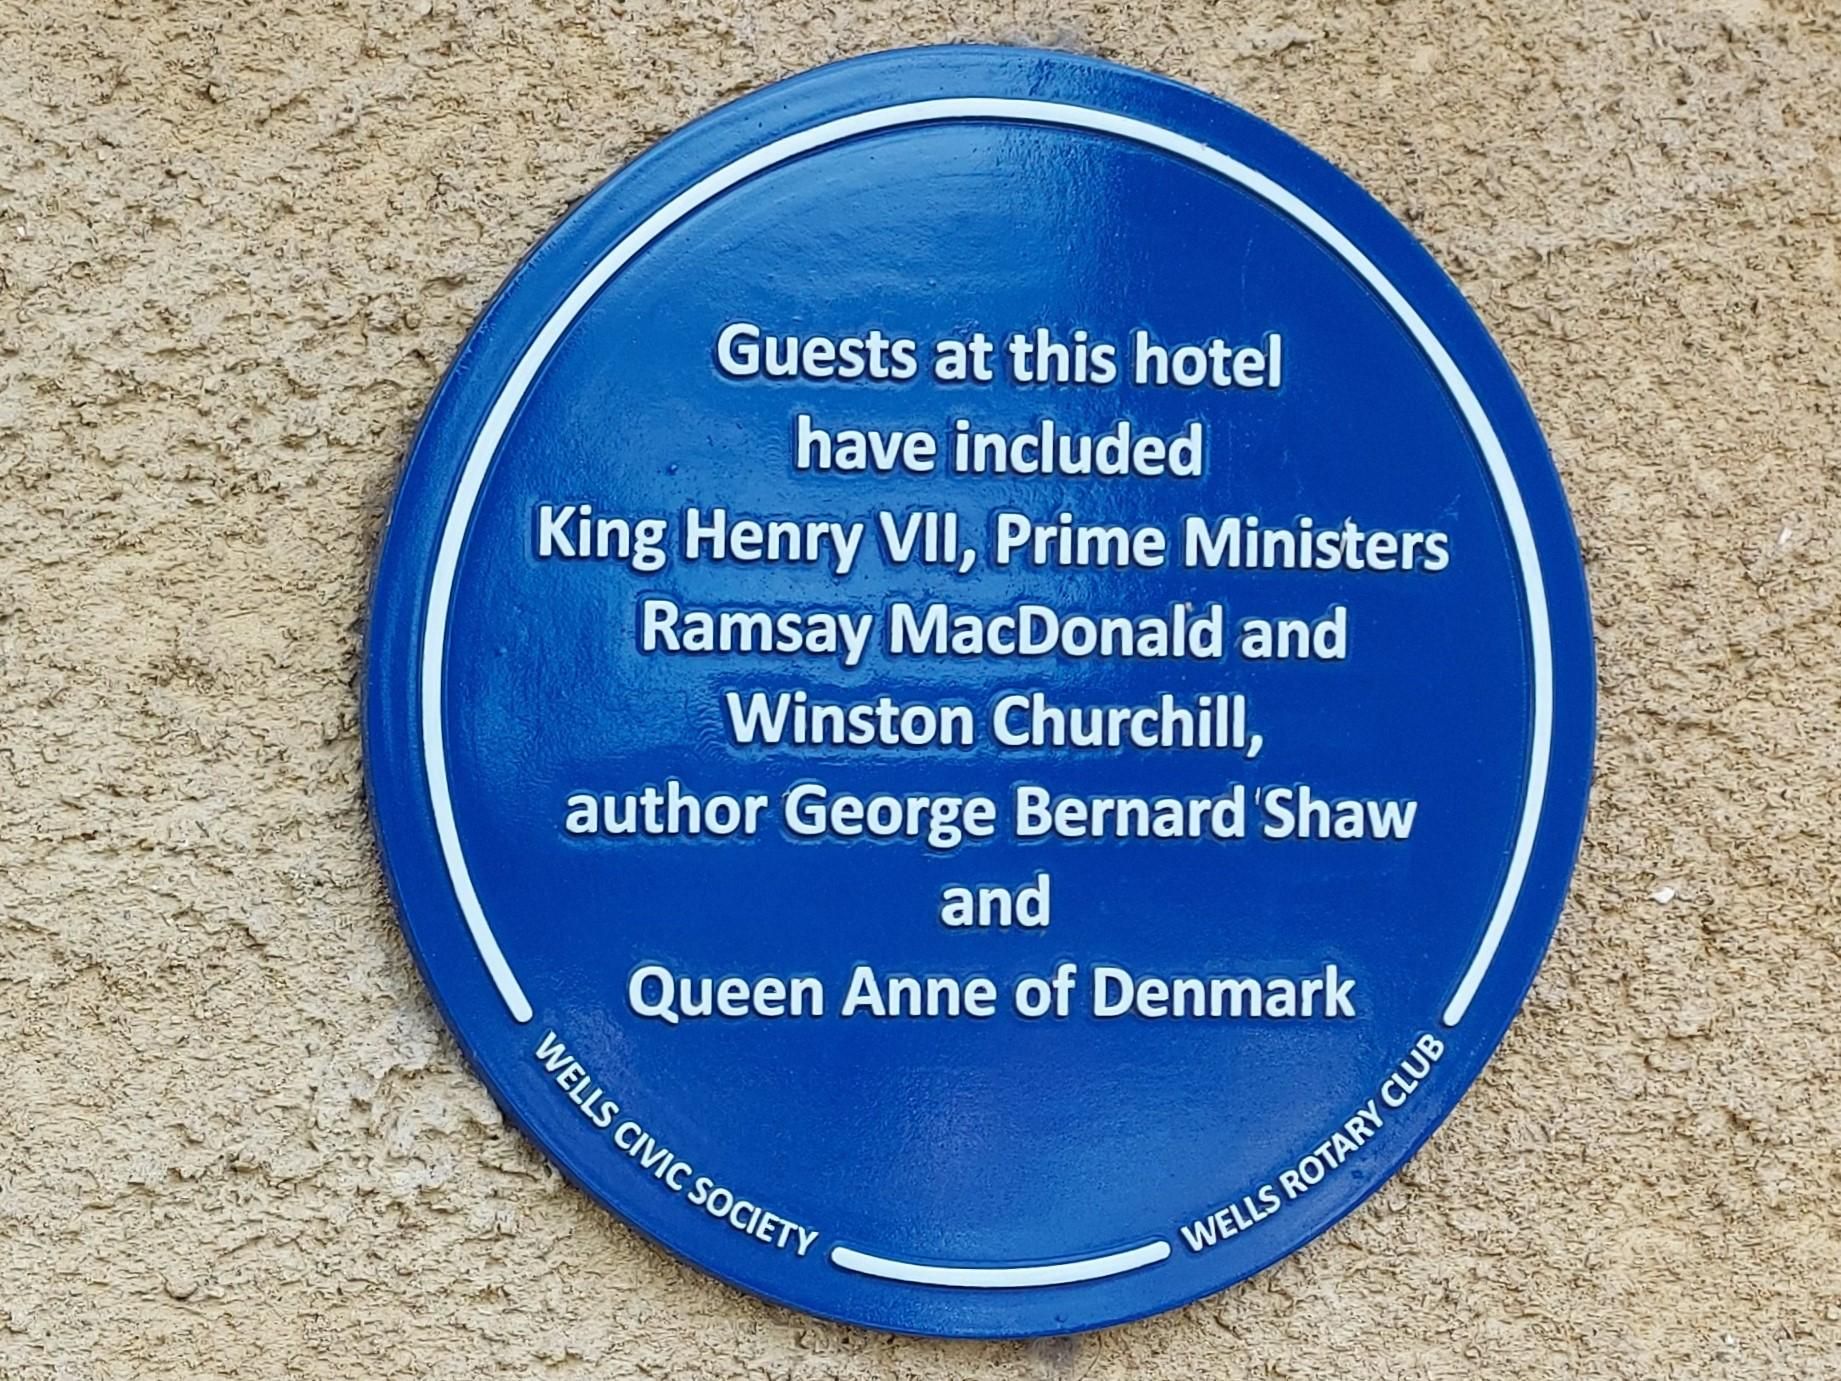 Guests at this hotel
have included
King Henry VII, Prime Ministers
Ramsay MacDonald and
Winston Churchill,
author George Bernard Shaw
and
Queen Anne of Denmark
WELLS CIVIC SOCIETY
WELLS ROTARY CLUB